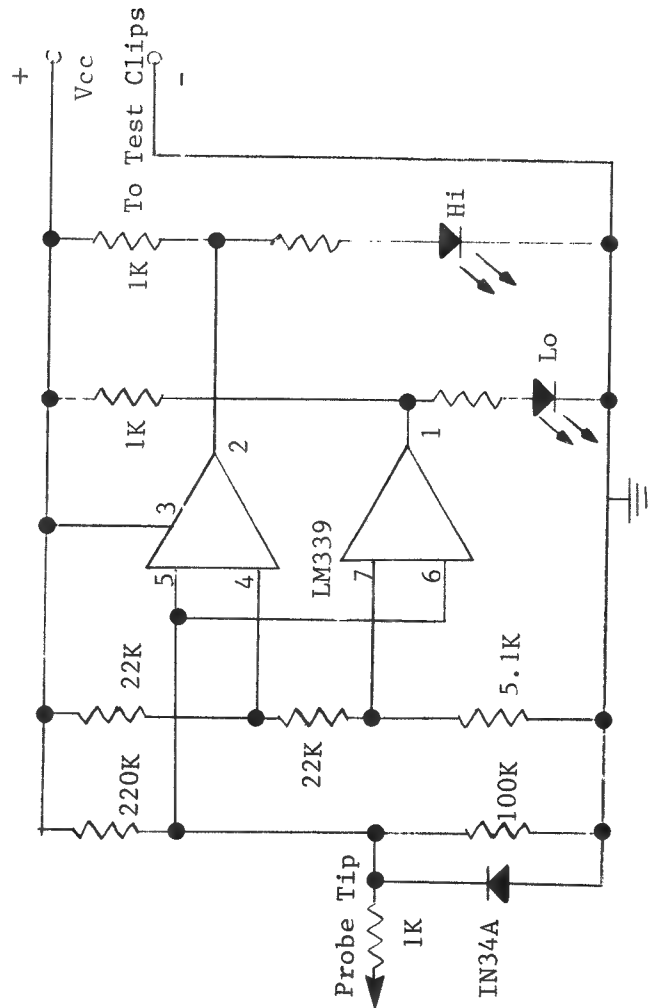 +
Vcc
To Test Clips
-
220K
22K
1K
1K
5
3
4
2
22K
LM339
Probe Tip
7
1K
6
1
Hi
IN34A
100K
5.1K
Lo